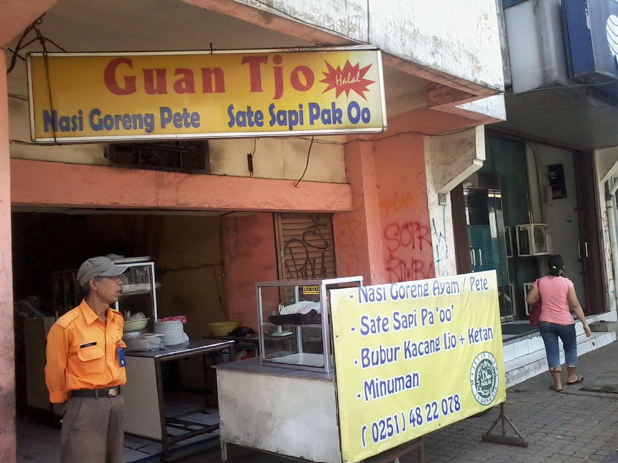 Guan Tjo
Halal
Nasi Goreng Pete Sate Sapi Pak Oo
- Nasi Goreng Ayam / Pete
- Sate Sapi Pa 'oo'
- Bubur Kacang Ijo + Ketan
- Minuman
( 0251 ) 48 22 078